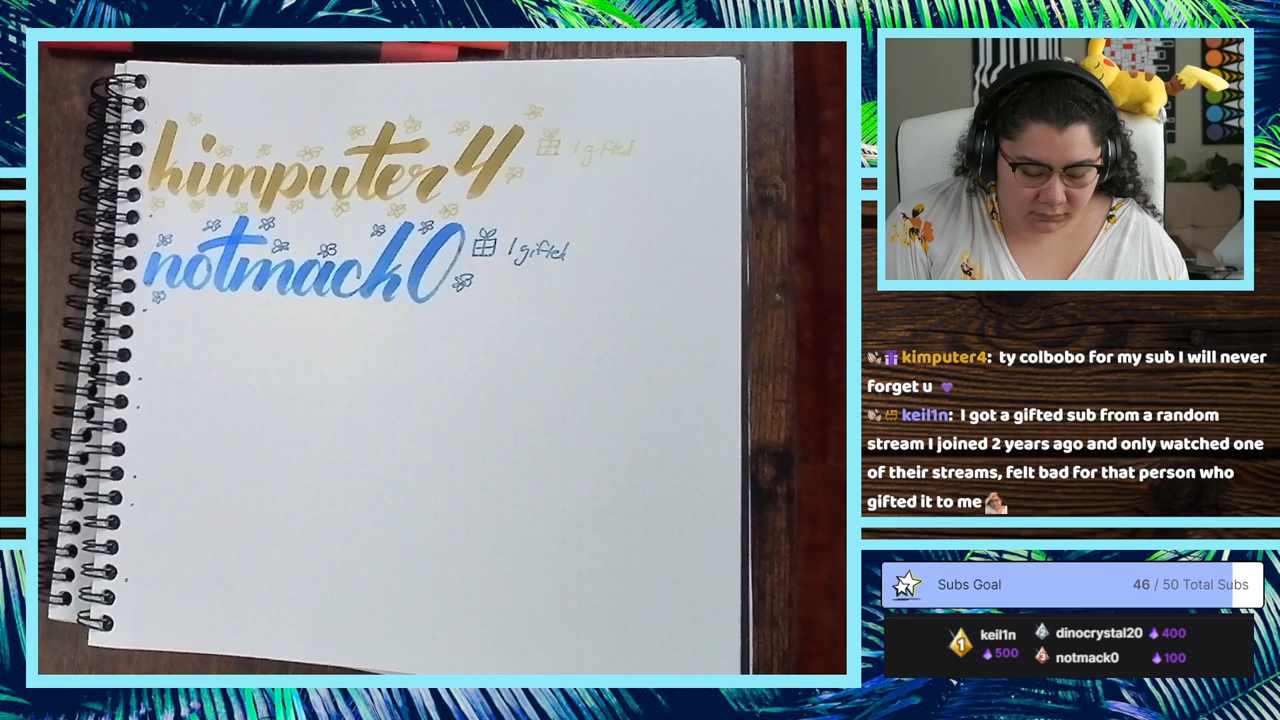 kimputer4 1 gifted
notmack0 1 gifted
kimputer4: ty colbobo for my sub I will never
forget u
keil1n: I got a gifted sub from a random
stream I joined 2 years ago and only watched one
of their streams, felt bad for that person who
gifted it to me
Subs Goal 46 / 50 Total Subs
1 keil1n 500
2 dinocrystal20 400
3 notmack0 100